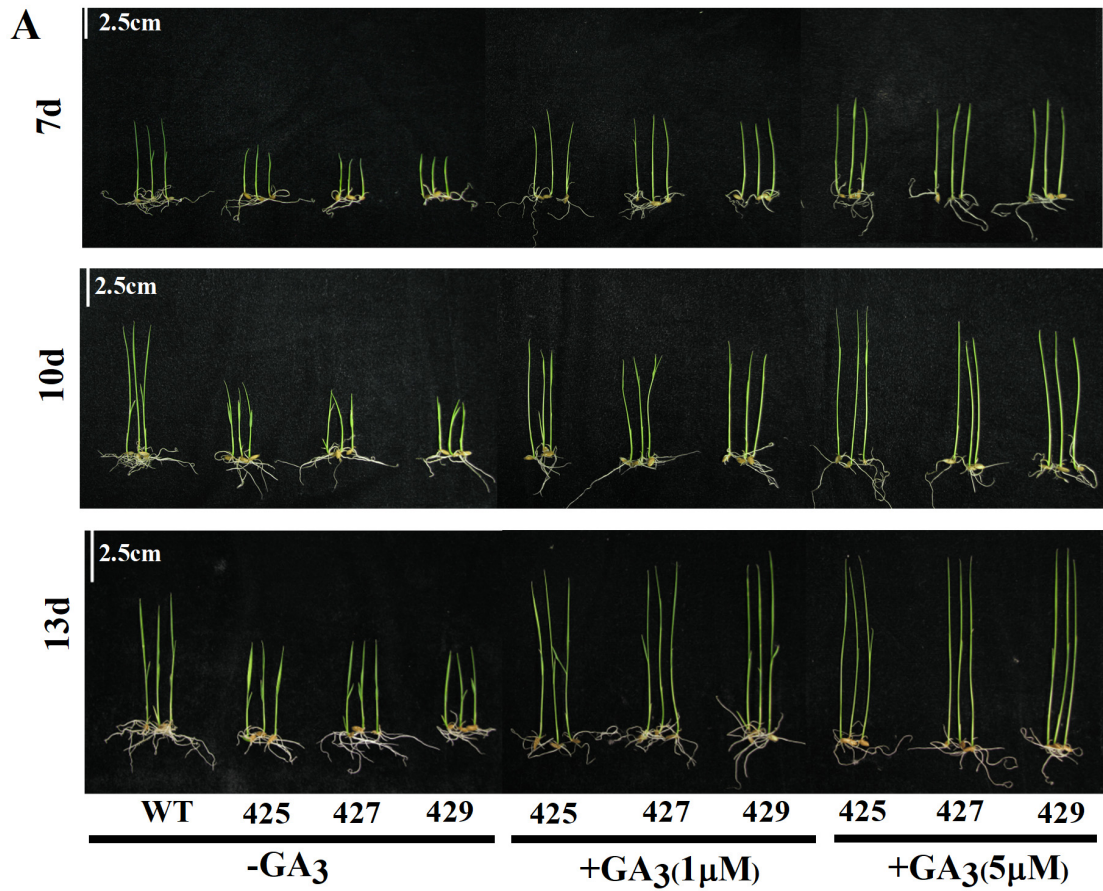 A
2.5cm
7d
2.5cm
10d
2.5cm
13d
WT 425 427 429 425 427 429 425 427 429
-GA3 +GA3(1μM) +GA3(5μM)